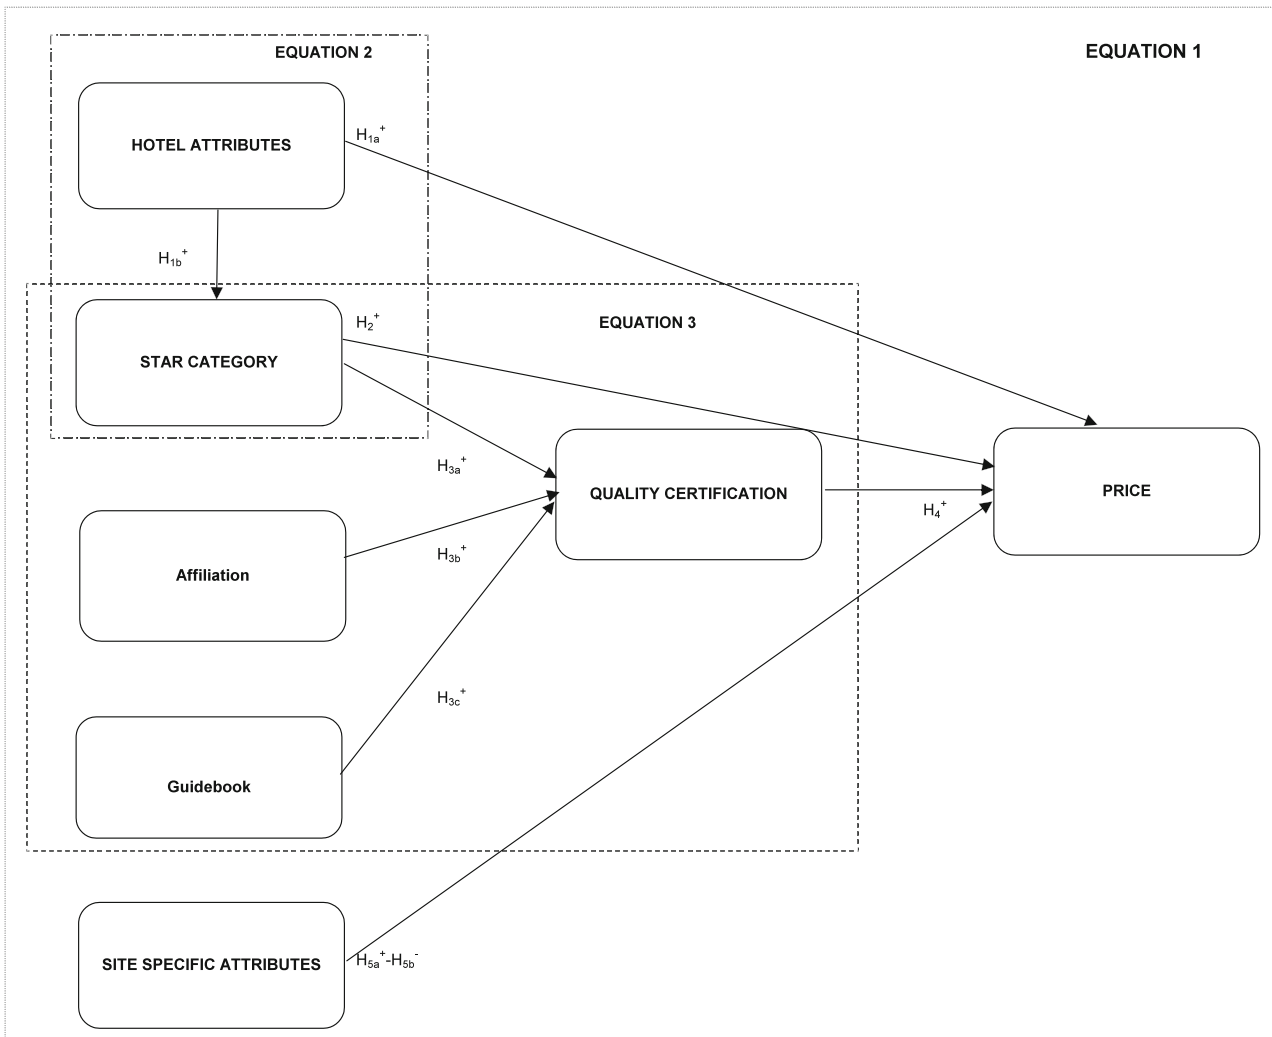 EQUATION 2
EQUATION 1
HOTEL ATTRIBUTES
H1a+
H1b+
EQUATION 3
H2+
STAR CATEGORY
H3a+
QUALITY CERTIFICATION
PRICE
H4+
H3b+
Affiliation
H3c+
Guidebook
H5a+-H5b-
SITE SPECIFIC ATTRIBUTES